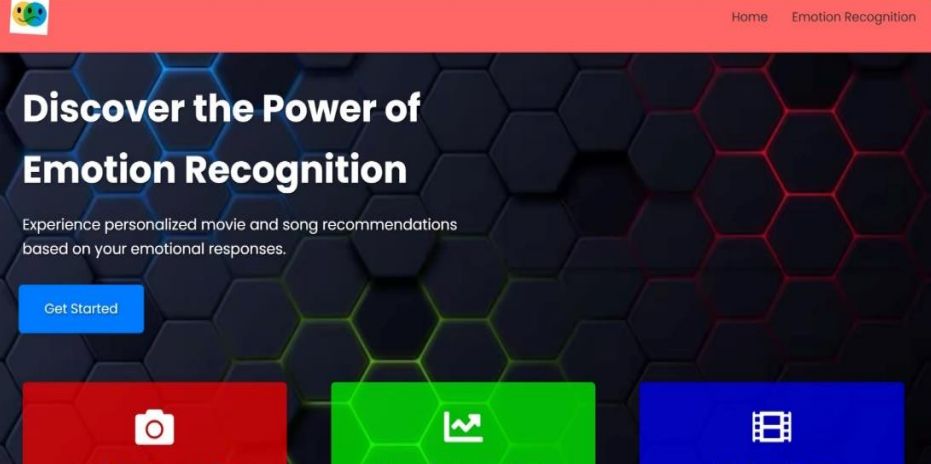 Home Emotion Recognition
Discover the Power of
Emotion Recognition
Experience personalized movie and song recommendations
based on your emotional responses.
Get Started